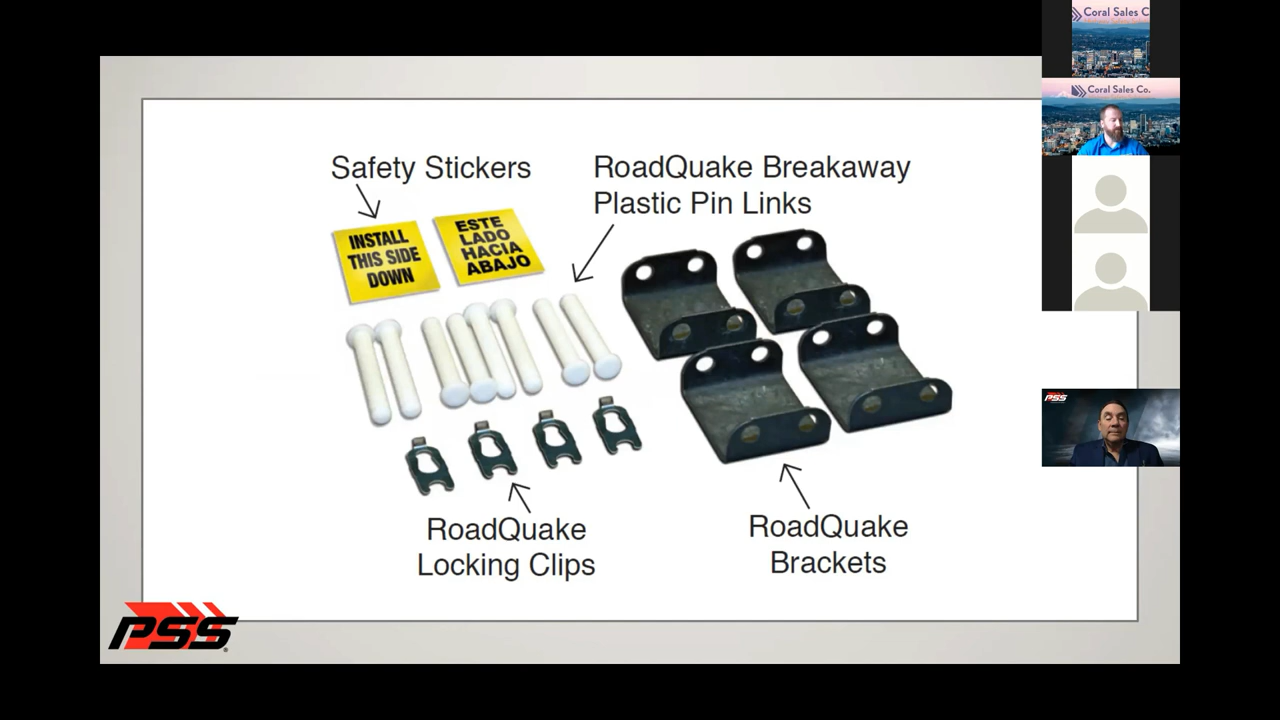 Coral Sales C
Coral Sales Co.
Safety Stickers
RoadQuake Breakaway
Plastic Pin Links
INSTALL
THIS SIDE
DOWN
ESTE
LADO
HACIA
ABAJO
RoadQuake
Locking Clips
RoadQuake
Brackets
PSS
PSS